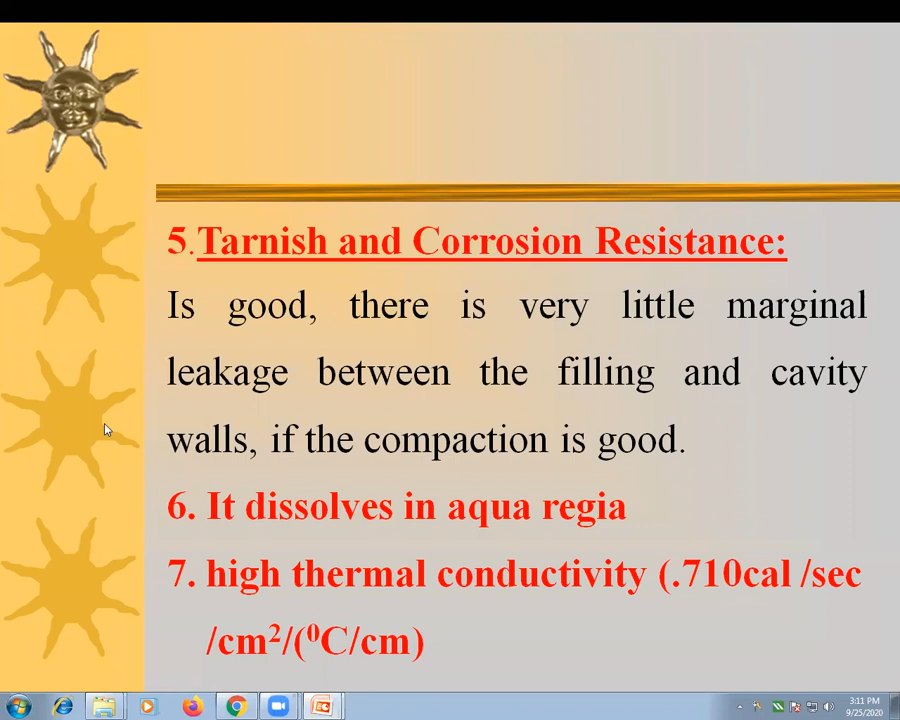 5.Tarnish and Corrosion Resistance:
Is good, there is very little marginal
leakage between the filling and cavity
walls, if the compaction is good.
6. It dissolves in aqua regia
7. high thermal conductivity (.710cal /sec
/cm²/(⁰C/cm)
3:11 PM
9/25/2020